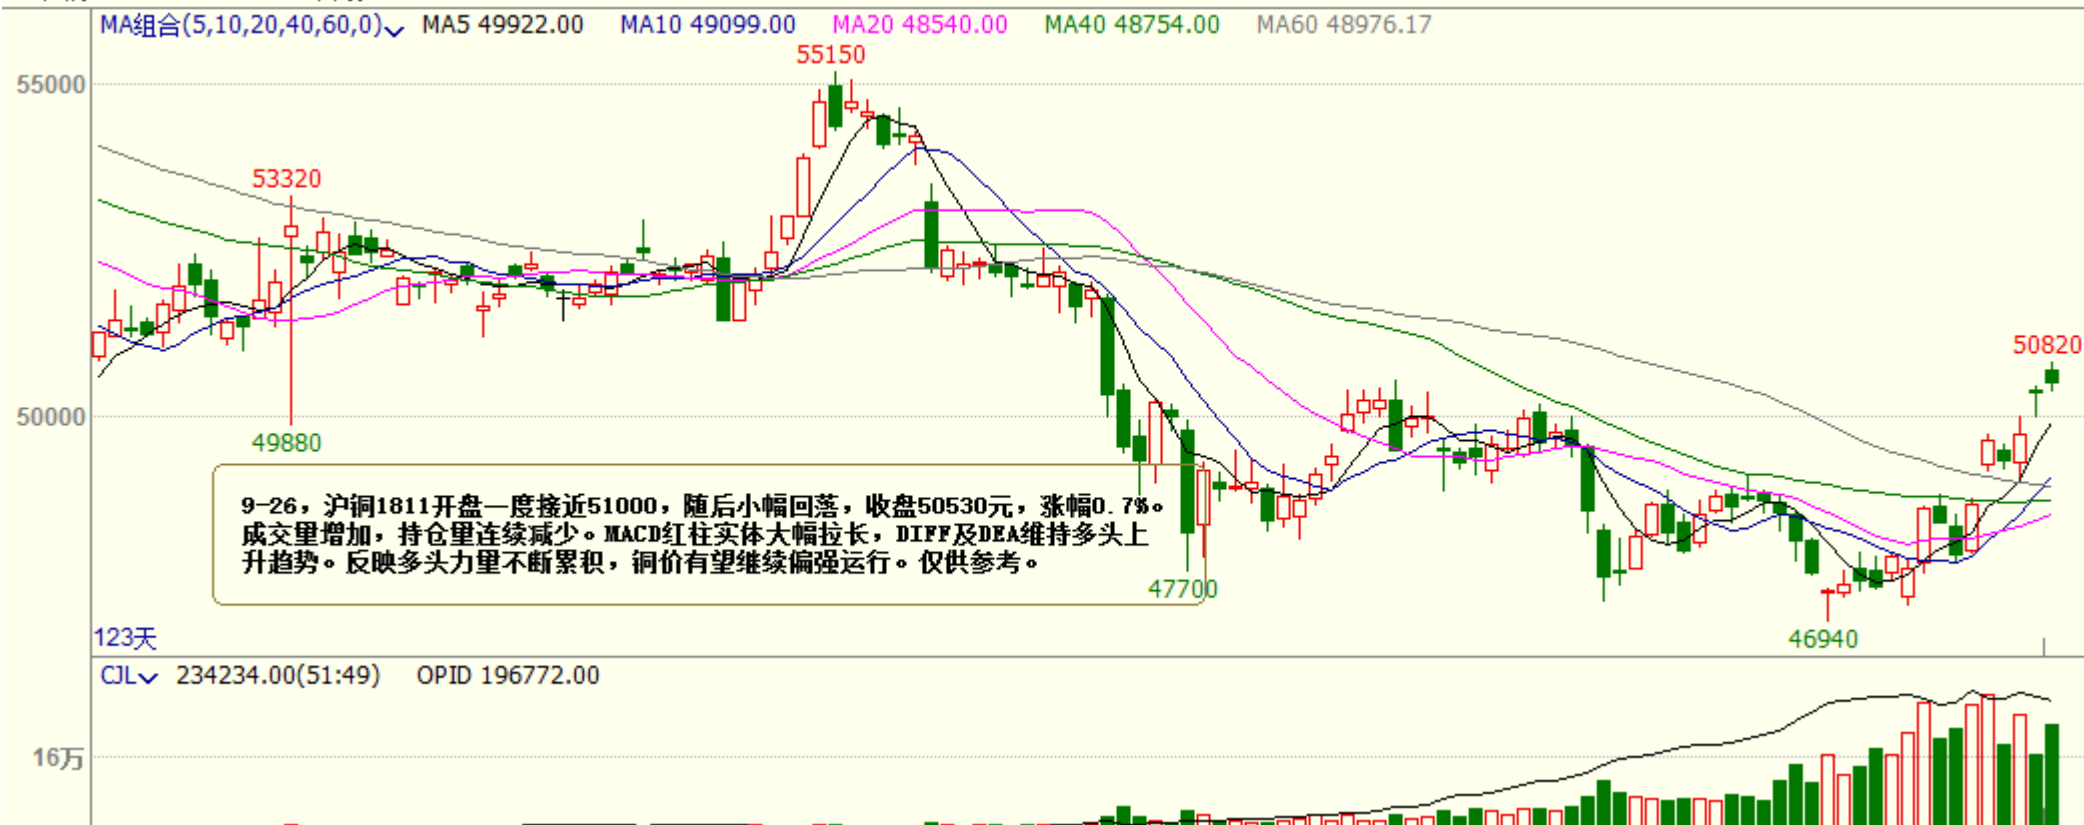 MA组合(5,10,20,40,60,0) MA5 49922.00 MA10 49099.00 MA20 48540.00 MA40 48754.00 MA60 48976.17
55150
55000
53320
50820
50000
49880
9-26，沪铜1811开盘一度接近51000，随后小幅回落，收盘50530元，涨幅0.7%。
成交量增加，持仓量连续减少。MACD红柱实体大幅拉长，DIFF及DEA维持多头上
升趋势。反映多头力量不断累积，铜价有望继续偏强运行。仅供参考。
47700
123天
46940
CJL 234234.00(51:49) OPID 196772.00
16万